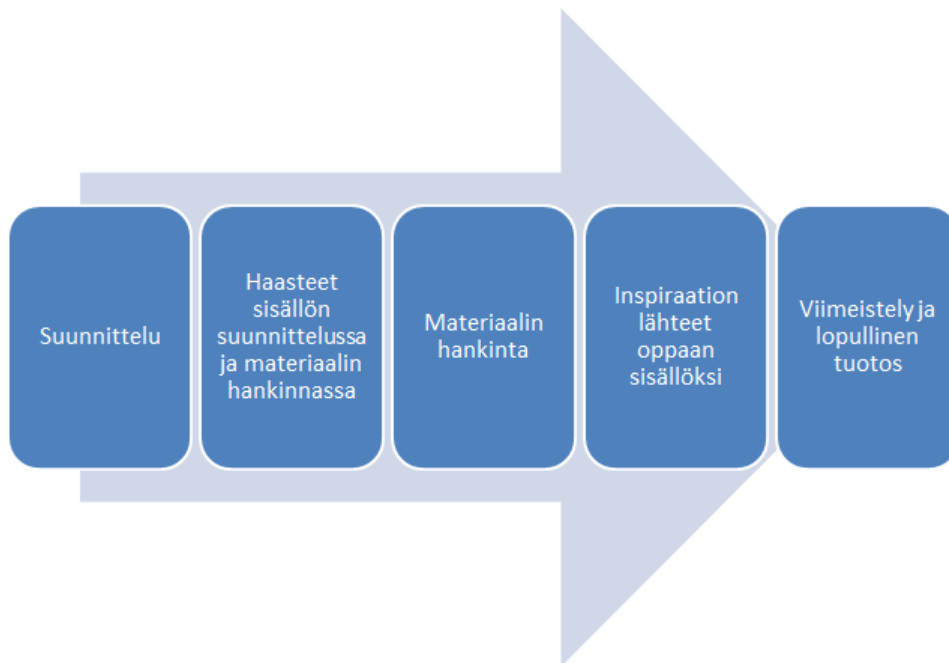 Suunnittelu
Haasteet
sisällön
suunnittelussa
ja materiaalin
hankinnassa
Materiaalin
hankinta
Inspiraation
lähteet
oppaan
sisällöksi
Viimeistely ja
lopullinen
tuotos